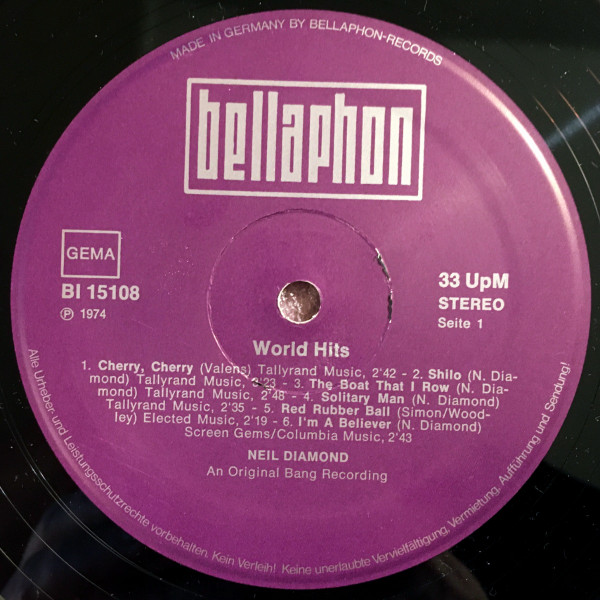 MADE IN GERMANY BY BELLAPHON-RECORDS
bellaphon
GEMA
BI 15108
Ⓟ 1974
33 UpM
STEREO
Seite 1
World Hits
1. Cherry, Cherry (Valens) Tallyrand Music, 2'42 - 2. Shilo (N. Dia-
mond) Tallyrand Music, 3'23 - 3. The Boat That I Row (N. Dia-
mond) Tallyrand Music, 2'48 - 4. Solitary Man (N. Diamond)
Tallyrand Music, 2'35 - 5. Red Rubber Ball (Simon/Wood-
ley) Elected Music, 2'19 - 6. I'm A Believer (N. Diamond)
Screen Gems/Columbia Music, 2'43
NEIL DIAMOND
An Original Bang Recording
Alle Urheber- und Leistungsschutzrechte vorbehalten. Kein Verleih! Keine unerlaubte Vervielfältigung, Vermietung, Aufführung und Sendung!